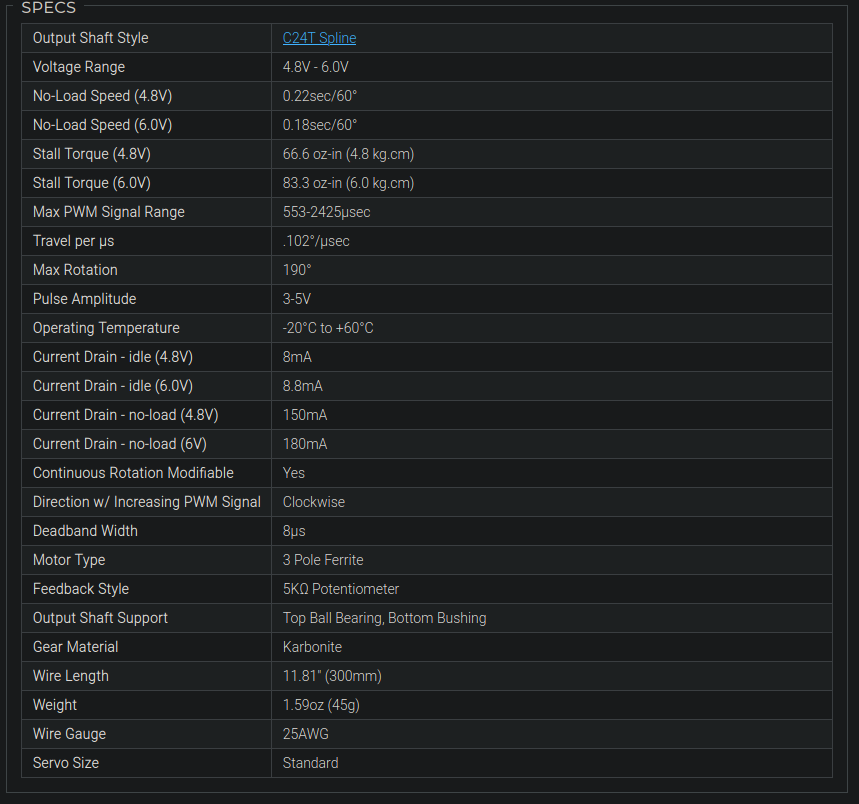 SPECS
Output Shaft Style C24T Spline
Voltage Range 4.8V - 6.0V
No-Load Speed (4.8V) 0.22sec/60°
No-Load Speed (6.0V) 0.18sec/60°
Stall Torque (4.8V) 66.6 oz-in (4.8 kg.cm)
Stall Torque (6.0V) 83.3 oz-in (6.0 kg.cm)
Max PWM Signal Range 553-2425μsec
Travel per μs .102°/μsec
Max Rotation 190°
Pulse Amplitude 3-5V
Operating Temperature -20°C to +60°C
Current Drain - idle (4.8V) 8mA
Current Drain - idle (6.0V) 8.8mA
Current Drain - no-load (4.8V) 150mA
Current Drain - no-load (6V) 180mA
Continuous Rotation Modifiable Yes
Direction w/ Increasing PWM Signal Clockwise
Deadband Width 8μs
Motor Type 3 Pole Ferrite
Feedback Style 5KΩ Potentiometer
Output Shaft Support Top Ball Bearing, Bottom Bushing
Gear Material Karbonite
Wire Length 11.81" (300mm)
Weight 1.59oz (45g)
Wire Gauge 25AWG
Servo Size Standard